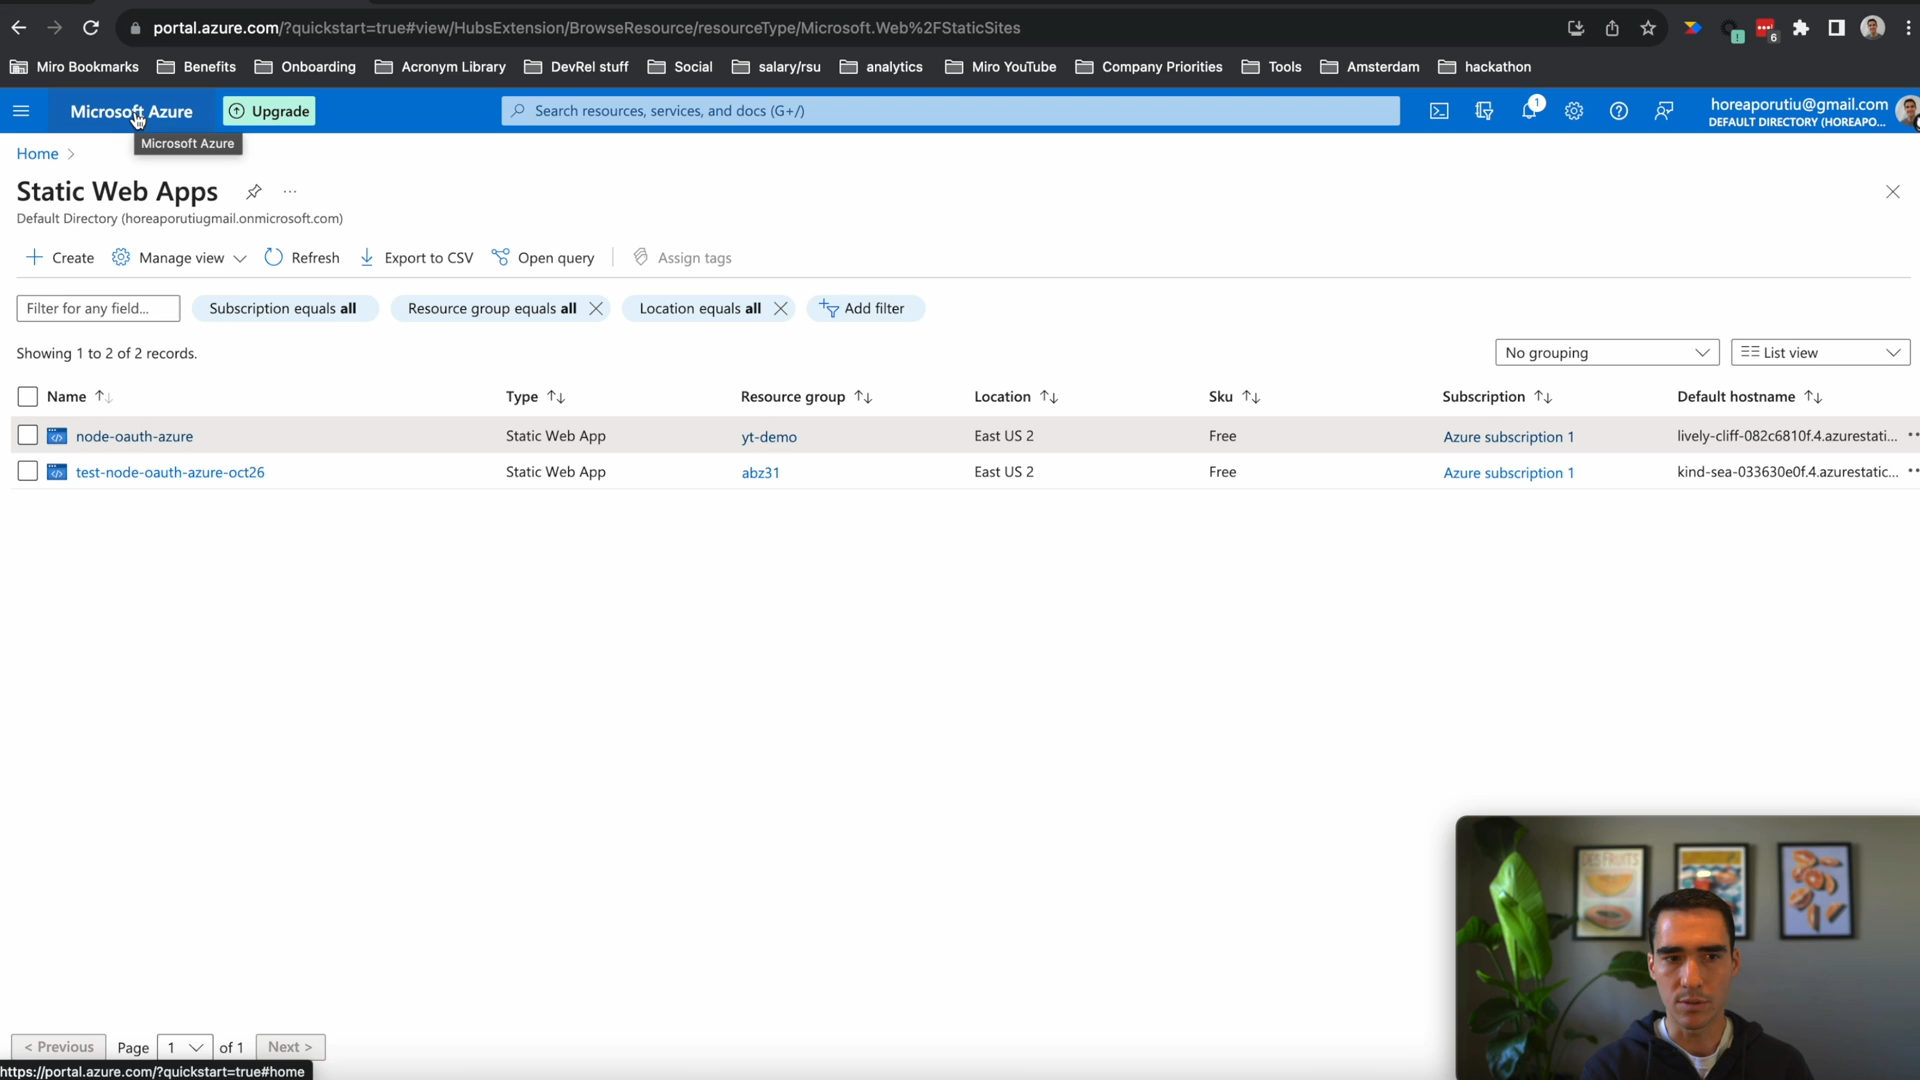 portal.azure.com/?quickstart=true#view/HubsExtension/BrowseResource/resourceType/Microsoft.Web%2FStaticSites
6
Miro Bookmarks Benefits Onboarding Acronym Library DevRel stuff Social salary/rsu analytics Miro YouTube Company Priorities Tools Amsterdam hackathon
Microsoft Azure Upgrade Search resources, services, and docs (G+/) 1 horeaporutiu@gmail.com
DEFAULT DIRECTORY (HOREAPO...
Microsoft Azure
Home >
Static Web Apps ...
Default Directory (horeaporutiugmail.onmicrosoft.com)
Create Manage view Refresh Export to CSV Open query Assign tags
Filter for any field... Subscription equals all Resource group equals all Location equals all Add filter
Showing 1 to 2 of 2 records. No grouping List view
Name Type Resource group Location Sku Subscription Default hostname
node-oauth-azure Static Web App yt-demo East US 2 Free Azure subscription 1 lively-cliff-082c6810f.4.azurestati...
test-node-oauth-azure-oct26 Static Web App abz31 East US 2 Free Azure subscription 1 kind-sea-033630e0f.4.azurestatic...
DES FRUITS
< Previous Page 1 of 1 Next >
https://portal.azure.com/?quickstart=true#home